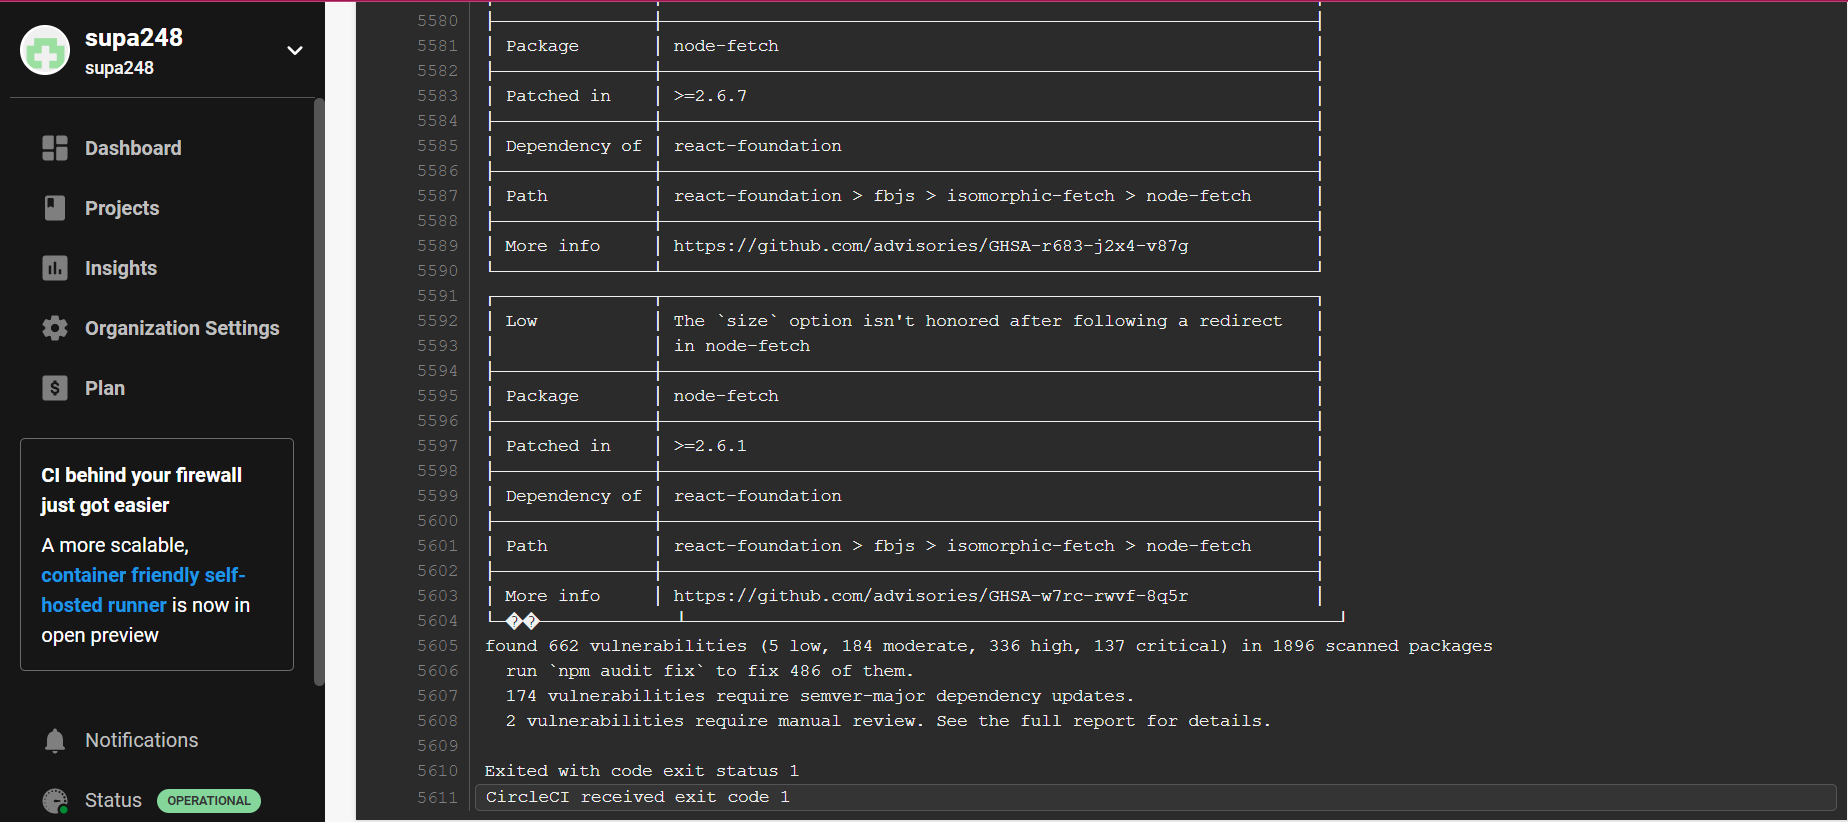 supa248
supa248
Dashboard
Projects
Insights
Organization Settings
Plan
CI behind your firewall
just got easier
A more scalable,
container friendly self-
hosted runner is now in
open preview
Notifications
Status OPERATIONAL
5580
5581 Package node-fetch
5582
5583 Patched in >=2.6.7
5584
5585 Dependency of react-foundation
5586
5587 Path react-foundation > fbjs > isomorphic-fetch > node-fetch
5588
5589 More info https://github.com/advisories/GHSA-r683-j2x4-v87g
5590
5591
5592 Low The `size` option isn't honored after following a redirect
5593 in node-fetch
5594
5595 Package node-fetch
5596
5597 Patched in >=2.6.1
5598
5599 Dependency of react-foundation
5600
5601 Path react-foundation > fbjs > isomorphic-fetch > node-fetch
5602
5603 More info https://github.com/advisories/GHSA-w7rc-rwvf-8q5r
5604 ��
5605 found 662 vulnerabilities (5 low, 184 moderate, 336 high, 137 critical) in 1896 scanned packages
5606 run `npm audit fix` to fix 486 of them.
5607 174 vulnerabilities require semver-major dependency updates.
5608 2 vulnerabilities require manual review. See the full report for details.
5609
5610 Exited with code exit status 1
5611 CircleCI received exit code 1